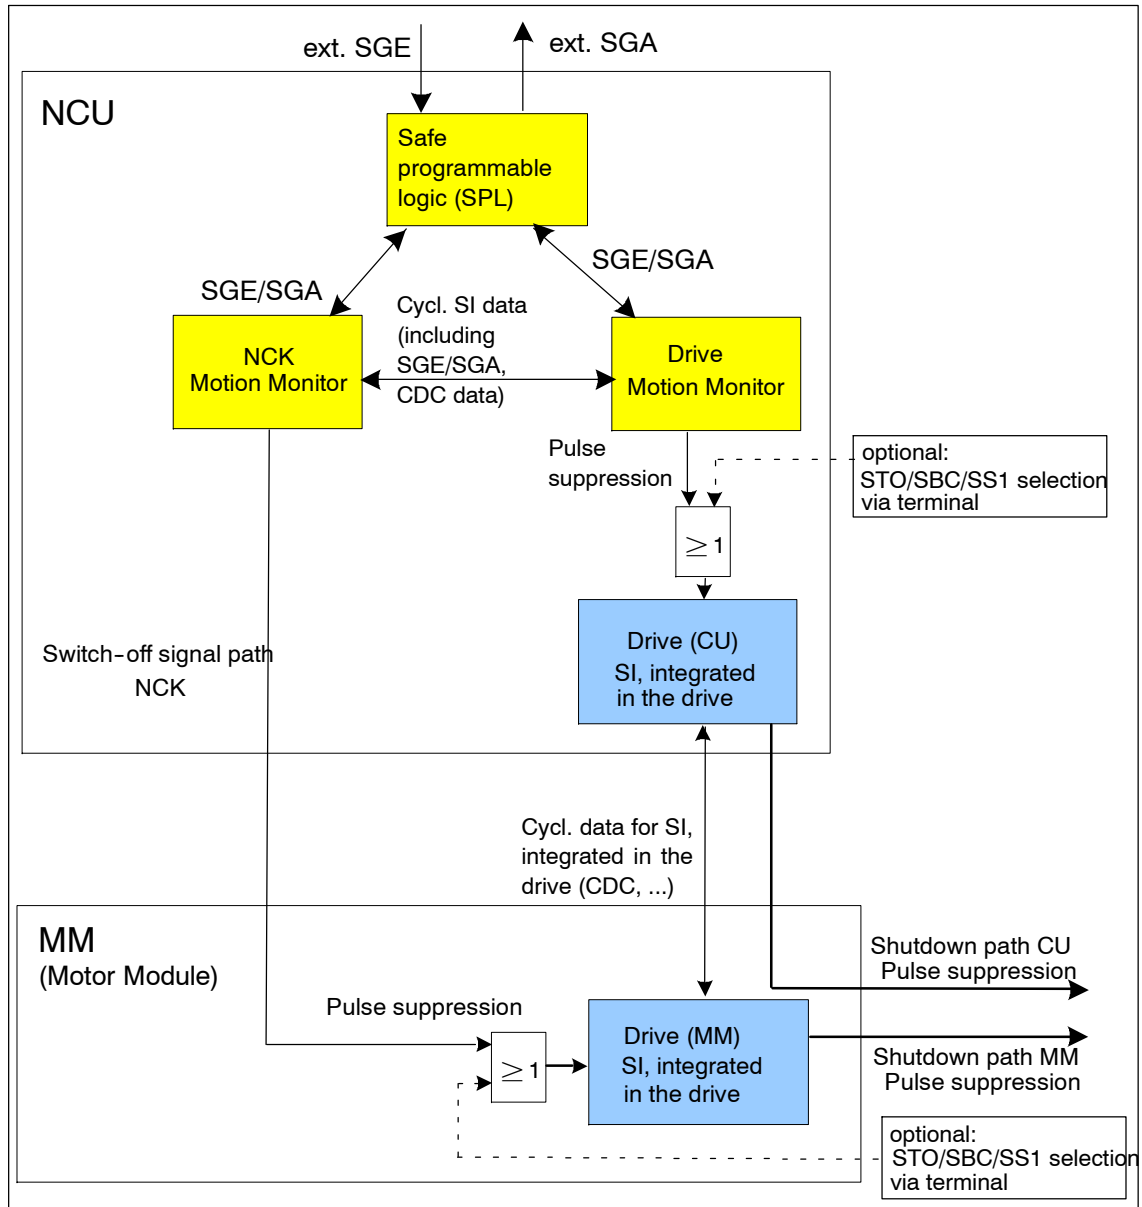 ext. SGE
ext. SGA
NCU
Safe
programmable
logic (SPL)
SGE/SGA
SGE/SGA
Cycl. SI data
(including
SGE/SGA,
CDC data)
NCK
Motion Monitor
Drive
Motion Monitor
Pulse
suppression
optional:
STO/SBC/SS1 selection
via terminal
≥ 1
Drive (CU)
SI, integrated
in the drive
Switch-off signal path
NCK
Cycl. data for SI,
integrated in the
drive (CDC, ...)
MM
(Motor Module)
Shutdown path CU
Pulse suppression
Pulse suppression
≥ 1
Drive (MM)
SI, integrated
in the drive
Shutdown path MM
Pulse suppression
optional:
STO/SBC/SS1 selection
via terminal